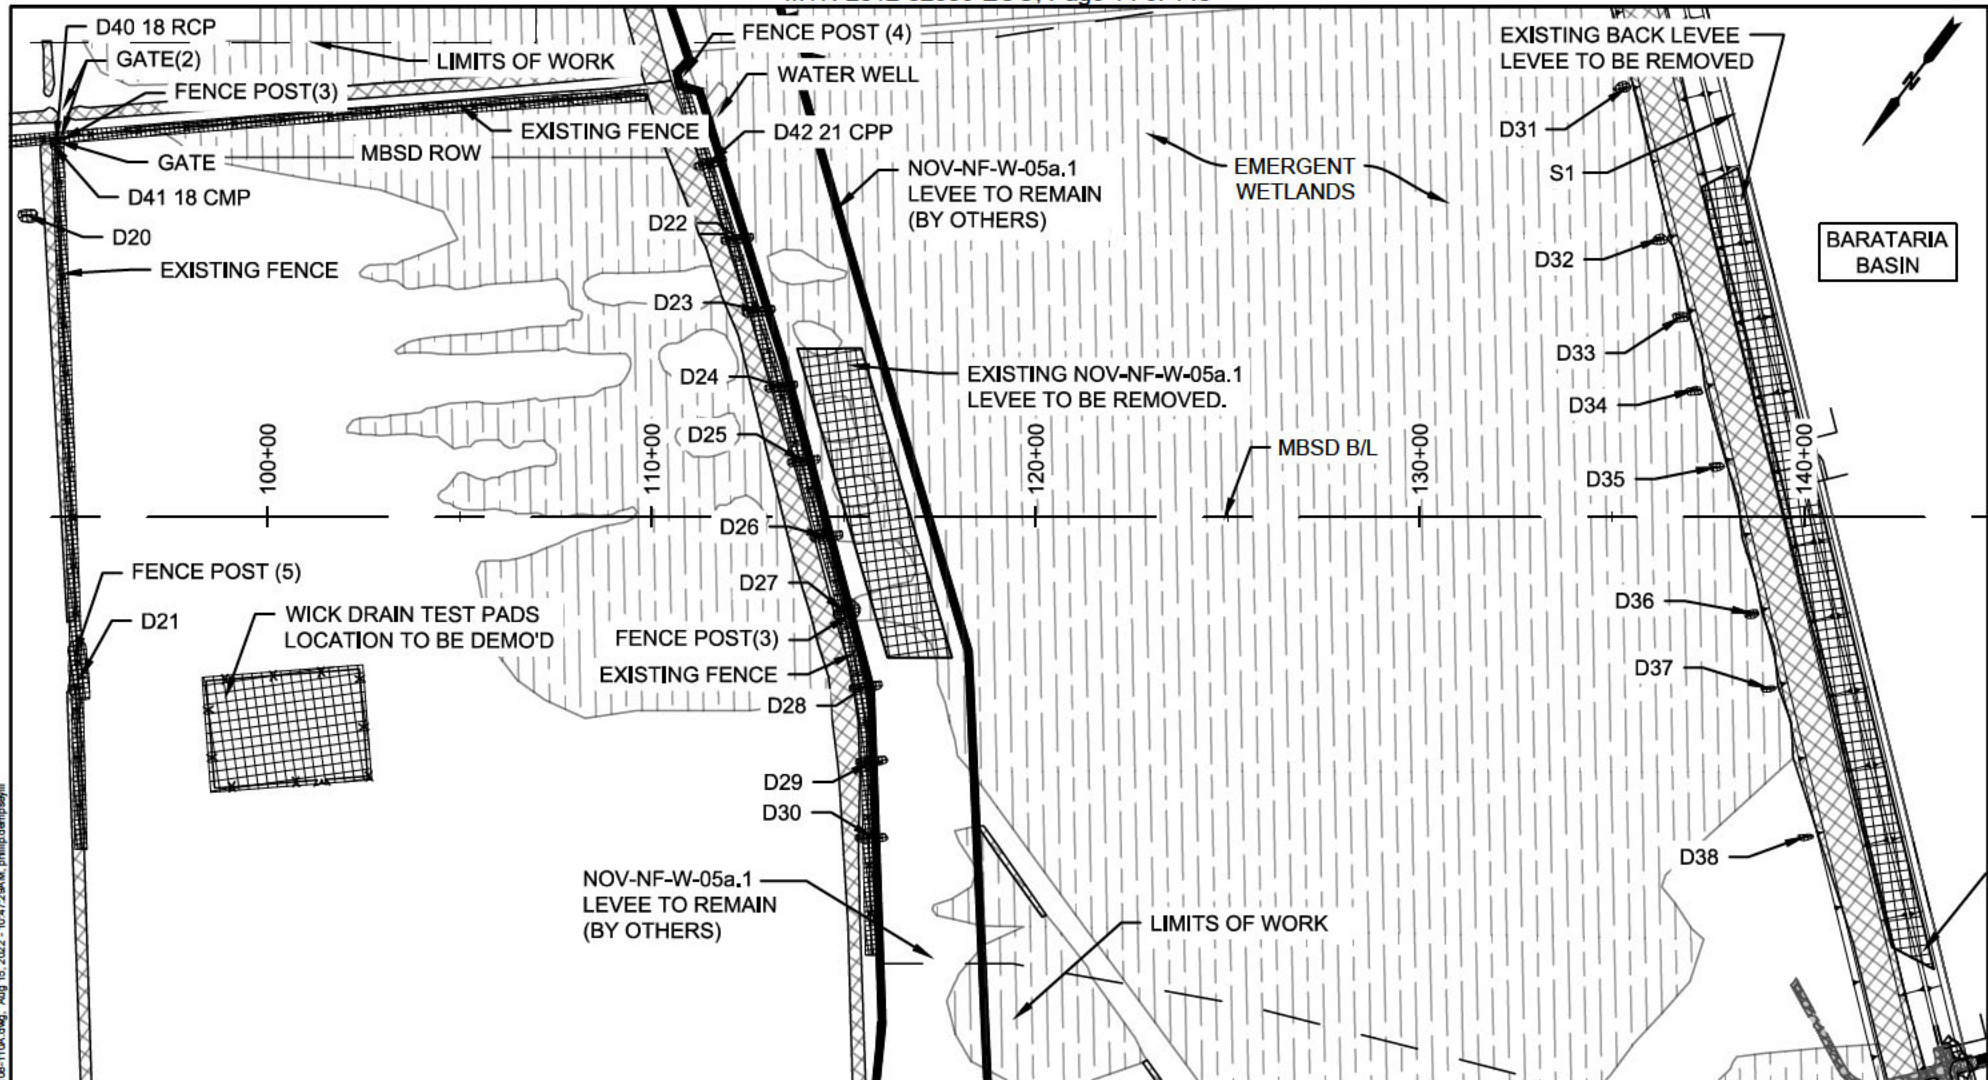 D40 18 RCP
GATE(2)
FENCE POST(3)
LIMITS OF WORK
FENCE POST (4)
WATER WELL
EXISTING FENCE
D42 21 CPP
GATE
MBSD ROW
D41 18 CMP
D20
EXISTING FENCE
NOV-NF-W-05a.1
LEVEE TO REMAIN
(BY OTHERS)
EMERGENT
WETLANDS
EXISTING BACK LEVEE
LEVEE TO BE REMOVED
N
D31
S1
BARATARIA
BASIN
D22
D23
D24
D25
D26
D27
D32
D33
D34
D35
EXISTING NOV-NF-W-05a.1
LEVEE TO BE REMOVED.
MBSD B/L
100+00
110+00
120+00
130+00
140+00
FENCE POST (5)
D21
WICK DRAIN TEST PADS
LOCATION TO BE DEMO'D
FENCE POST(3)
EXISTING FENCE
D28
D29
D30
D36
D37
D38
NOV-NF-W-05a.1
LEVEE TO REMAIN
(BY OTHERS)
LIMITS OF WORK